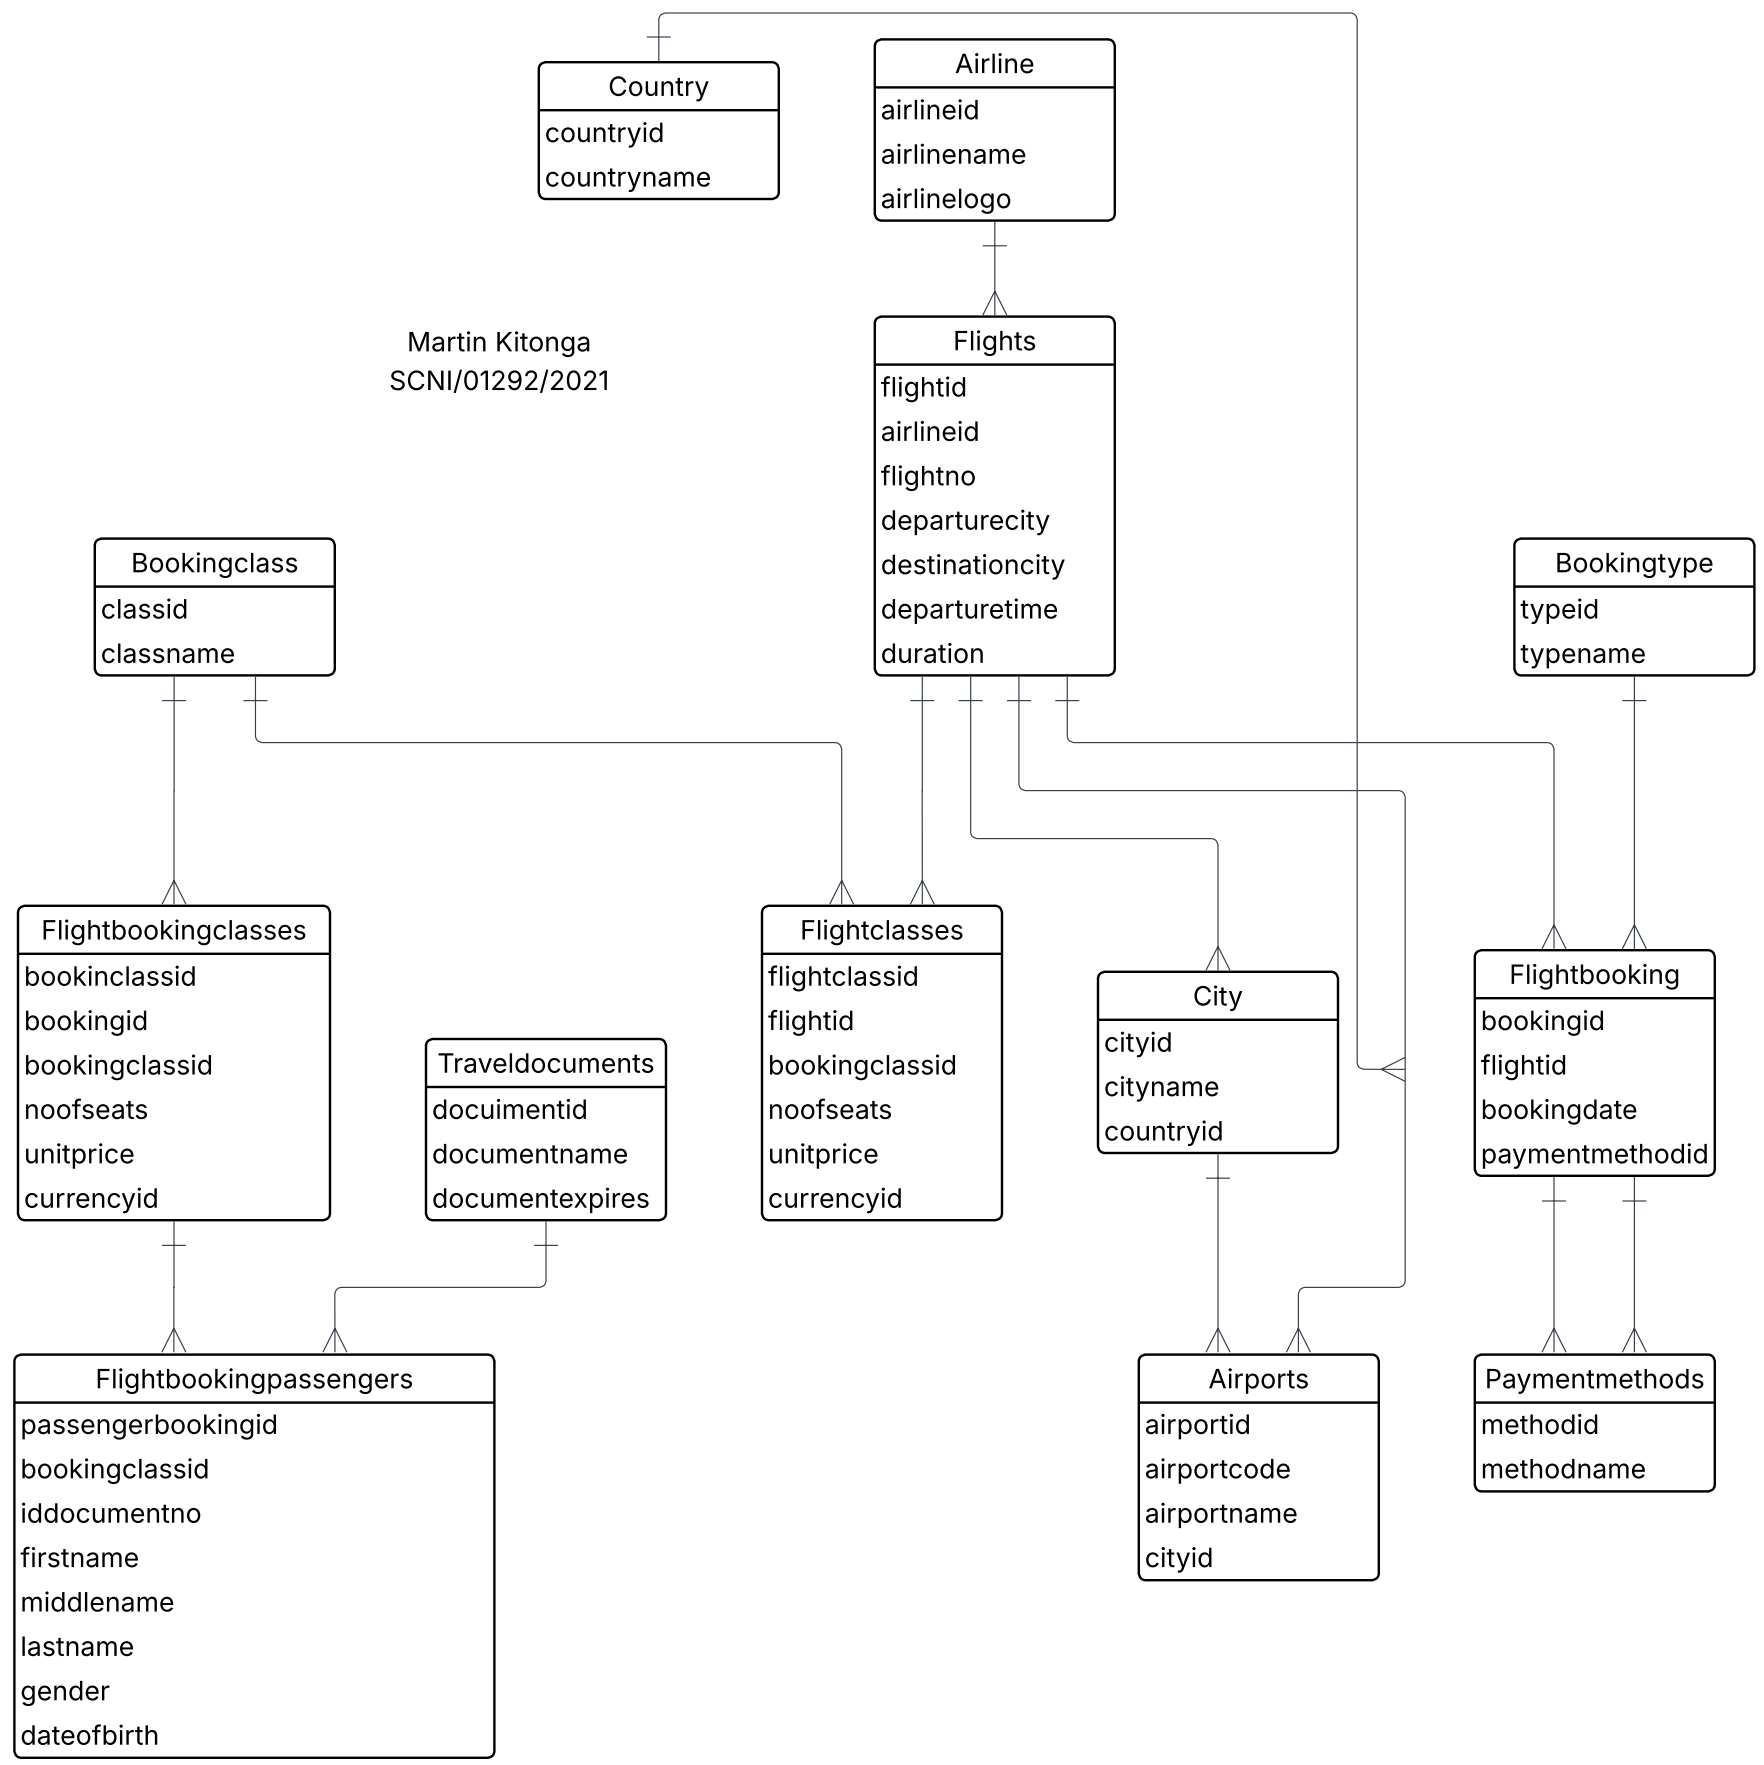 Country
countryid
countryname
Airline
airlineid
airlinename
airlinelogo
Martin Kitonga
SCNI/01292/2021
Flights
flightid
airlineid
flightno
departurecity
destinationcity
departuretime
duration
Bookingclass
classid
classname
Bookingtype
typeid
typename
Flightbookingclasses
bookinclassid
bookingid
bookingclassid
noofseats
unitprice
currencyid
Traveldocuments
docuimentid
documentname
documentexpires
Flightclasses
flightclassid
flightid
bookingclassid
noofseats
unitprice
currencyid
City
cityid
cityname
countryid
Flightbooking
bookingid
flightid
bookingdate
paymentmethodid
Flightbookingpassengers
passengerbookingid
bookingclassid
iddocumentno
firstname
middlename
lastname
gender
dateofbirth
Airports
airportid
airportcode
airportname
cityid
Paymentmethods
methodid
methodname